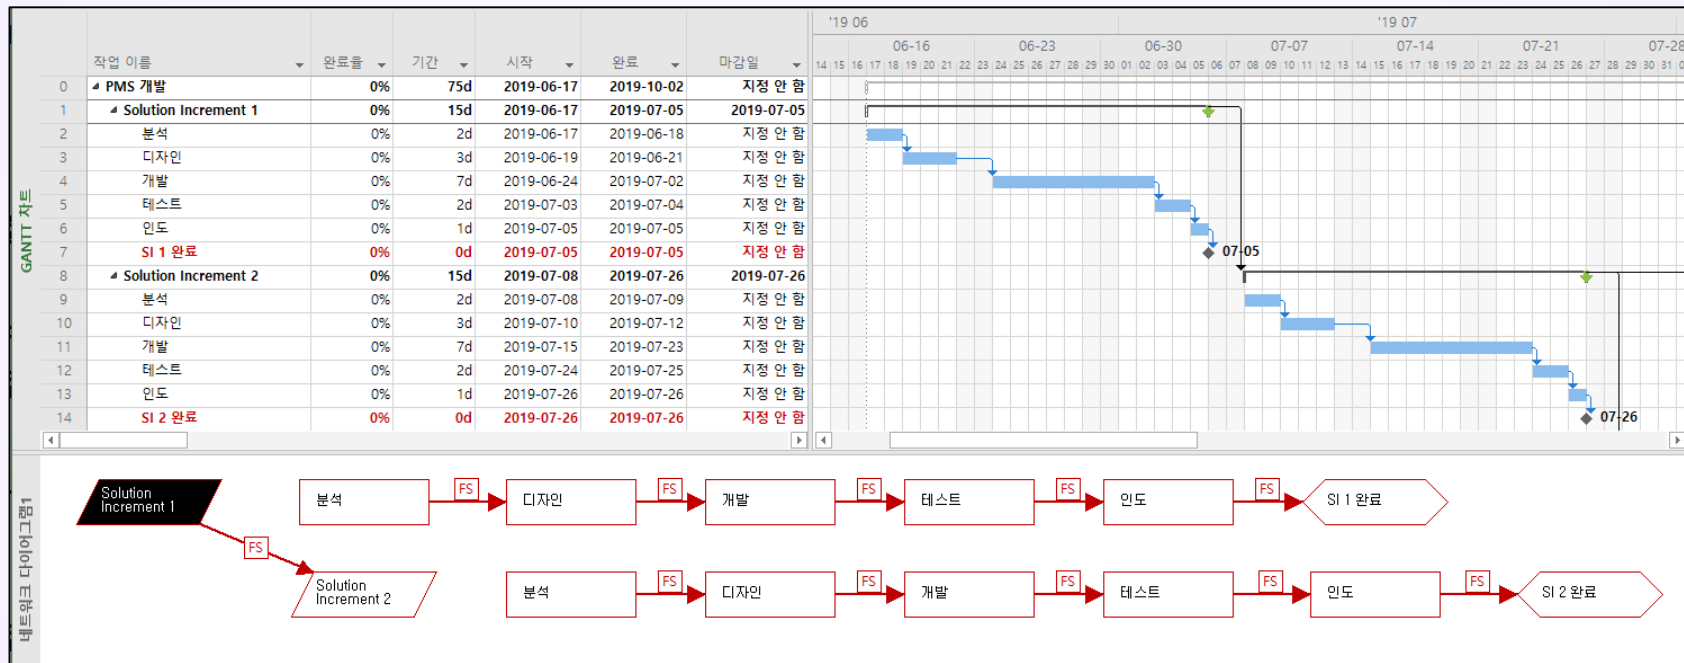 '19 06 '19 07
06-16 06-23 06-30 07-07 07-14 07-21 07-28
작업 이름 완료율 기간 시작 완료 마감일
14 15 16 17 18 19 20 21 22 23 24 25 26 27 28 29 30 01 02 03 04 05 06 07 08 09 10 11 12 13 14 15 16 17 18 19 20 21 22 23 24 25 26 27 28 29 30 31
0 PMS 개발 0% 75d 2019-06-17 2019-10-02 지정 안 함
1 Solution Increment 1 0% 15d 2019-06-17 2019-07-05 2019-07-05
2 분석 0% 2d 2019-06-17 2019-06-18 지정 안 함
3 디자인 0% 3d 2019-06-19 2019-06-21 지정 안 함
4 개발 0% 7d 2019-06-24 2019-07-02 지정 안 함
5 테스트 0% 2d 2019-07-03 2019-07-04 지정 안 함
6 인도 0% 1d 2019-07-05 2019-07-05 지정 안 함
7 SI 1 완료 0% 0d 2019-07-05 2019-07-05 지정 안 함 07-05
8 Solution Increment 2 0% 15d 2019-07-08 2019-07-26 2019-07-26
9 분석 0% 2d 2019-07-08 2019-07-09 지정 안 함
10 디자인 0% 3d 2019-07-10 2019-07-12 지정 안 함
11 개발 0% 7d 2019-07-15 2019-07-23 지정 안 함
12 테스트 0% 2d 2019-07-24 2019-07-25 지정 안 함
13 인도 0% 1d 2019-07-26 2019-07-26 지정 안 함
14 SI 2 완료 0% 0d 2019-07-26 2019-07-26 지정 안 함 07-26
GANTT 차트
네트워크 다이어그램1
Solution
Increment 1
분석 FS 디자인 FS 개발 FS 테스트 FS 인도 FS SI 1 완료
FS
Solution
Increment 2
분석 FS 디자인 FS 개발 FS 테스트 FS 인도 FS SI 2 완료